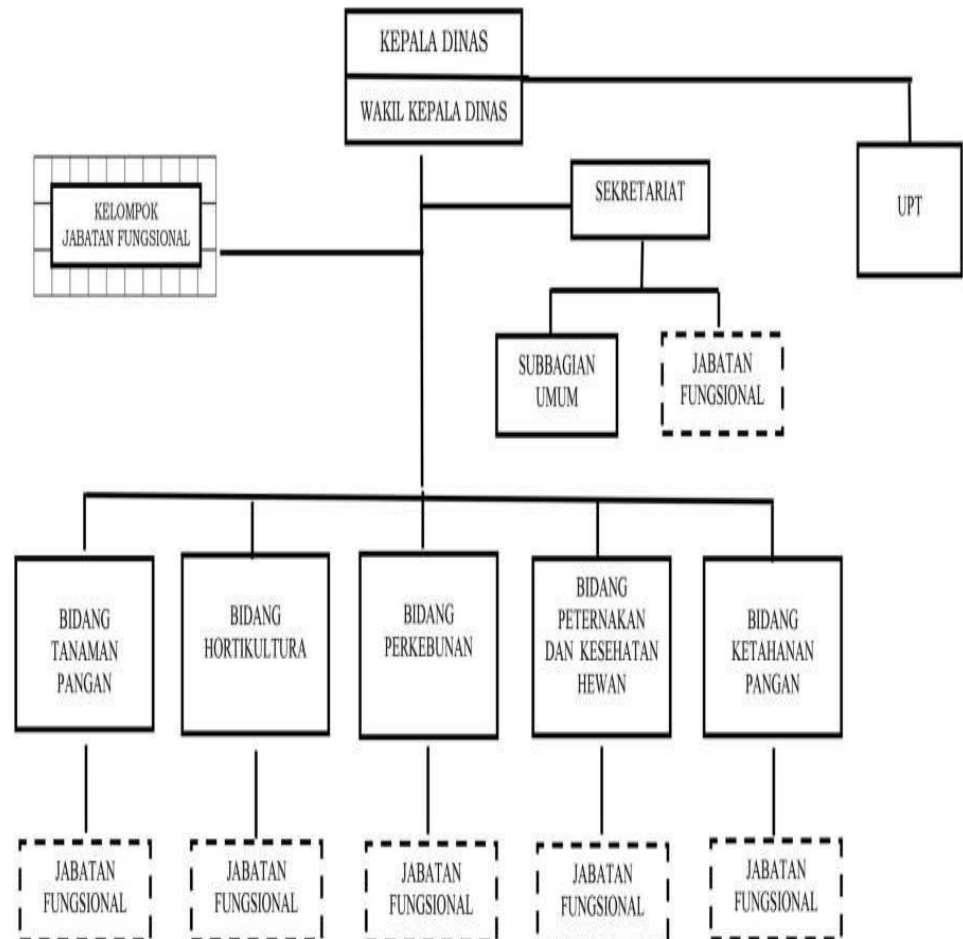 KEPALA DINAS
WAKIL KEPALA DINAS
KELOMPOK
JABATAN FUNGSIONAL
SEKRETARIAT
UPT
SUBBAGIAN
UMUM
JABATAN
FUNGSIONAL
BIDANG
TANAMAN
PANGAN
BIDANG
HORTIKULTURA
BIDANG
PERKEBUNAN
BIDANG
PETERNAKAN
DAN KESEHATAN
HEWAN
BIDANG
KETAHANAN
PANGAN
JABATAN
FUNGSIONAL
JABATAN
FUNGSIONAL
JABATAN
FUNGSIONAL
JABATAN
FUNGSIONAL
JABATAN
FUNGSIONAL